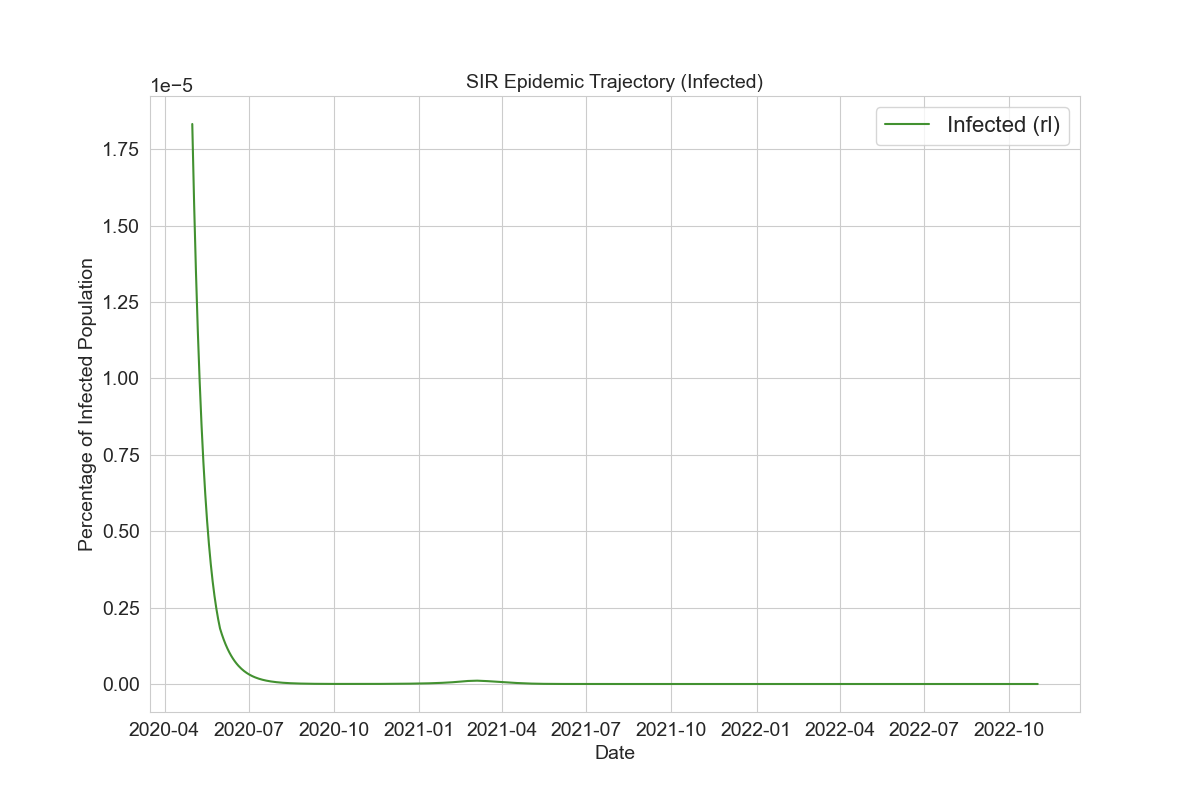 SIR Epidemic Trajectory (Infected)
1e−5
Infected (rl)
1.75
1.50
1.25
1.00
0.75
0.50
0.25
0.00
Percentage of Infected Population
2020-04 2020-07 2020-10 2021-01 2021-04 2021-07 2021-10 2022-01 2022-04 2022-07 2022-10
Date